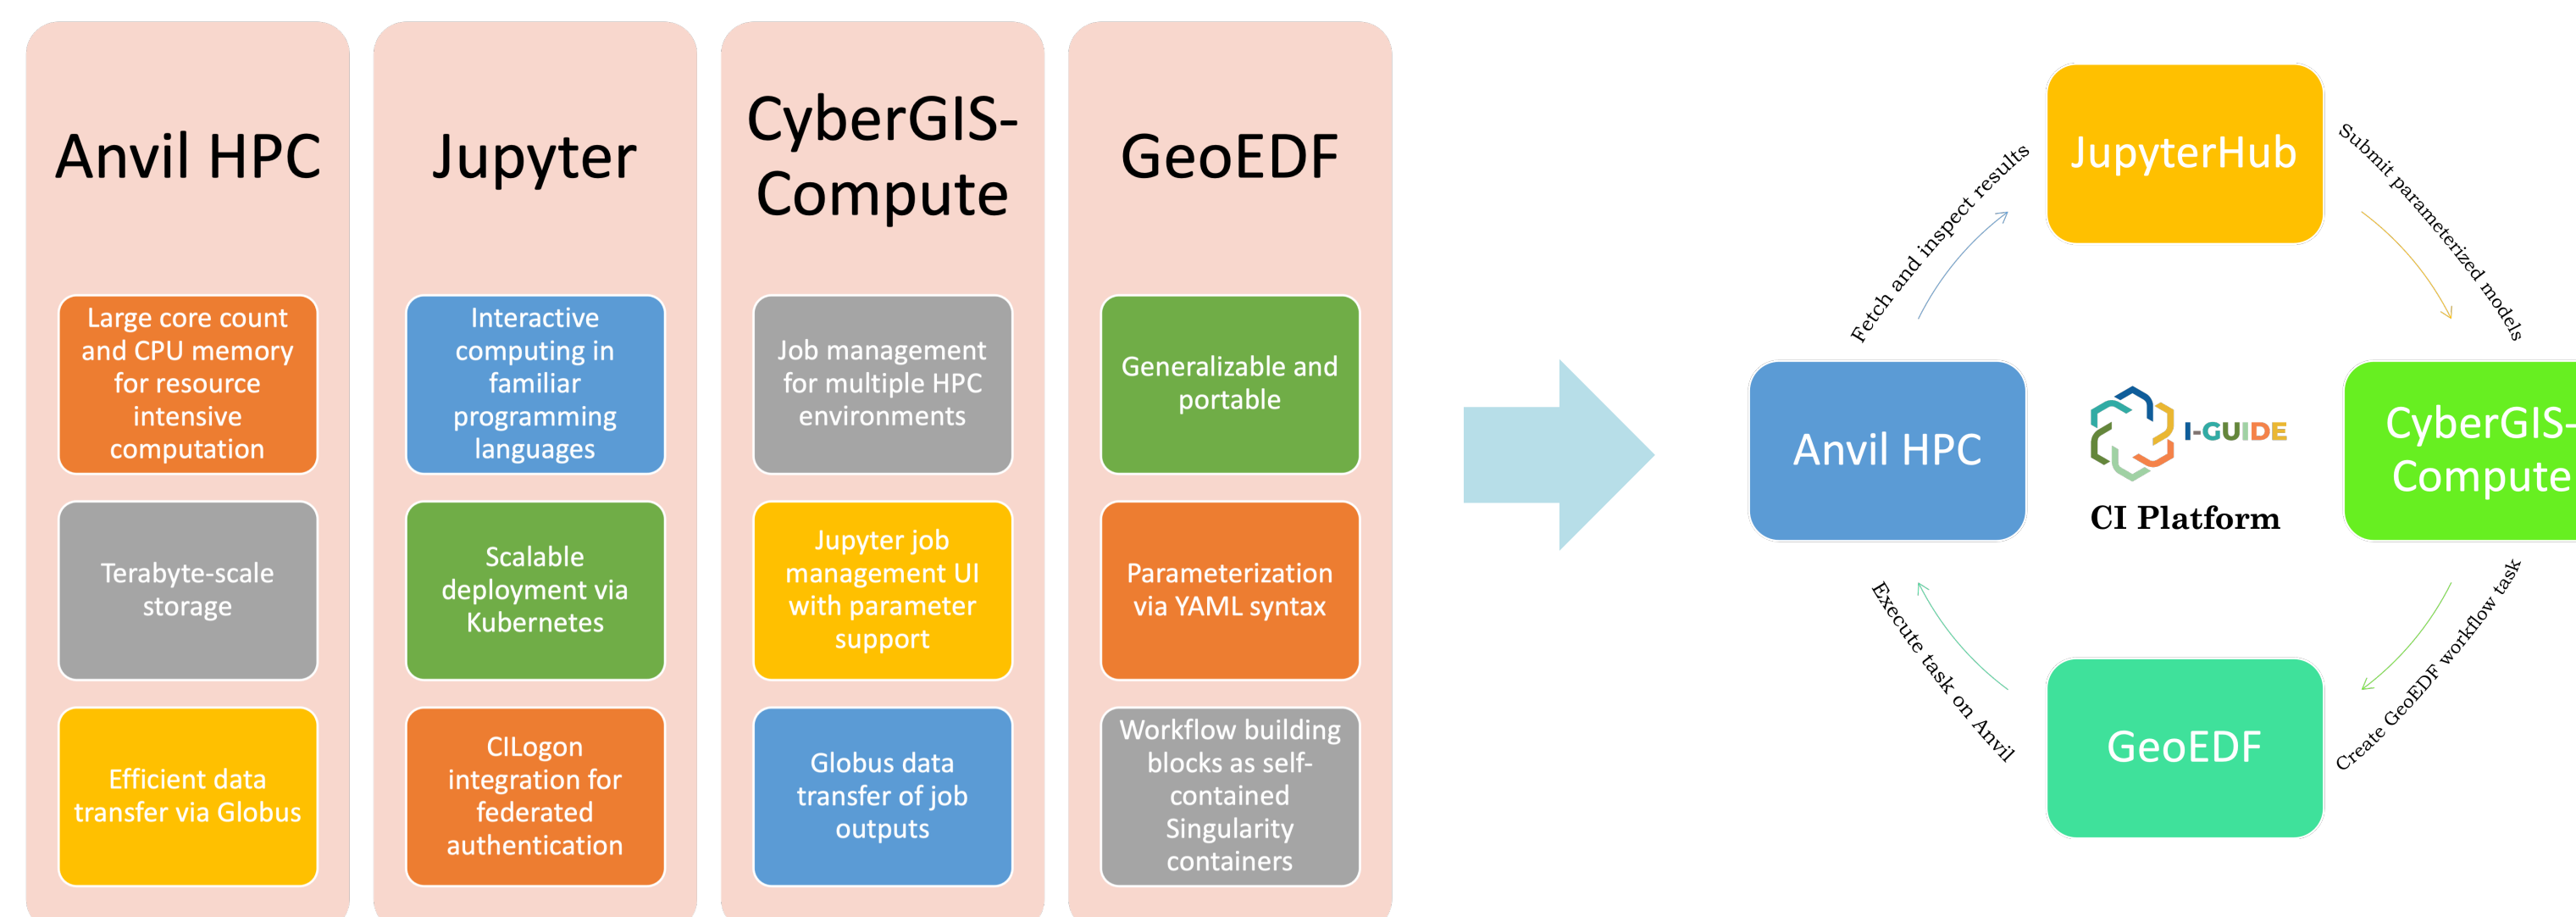 Anvil HPC
Large core count
and CPU memory
for resource
intensive
computation
Terabyte-scale
storage
Efficient data
transfer via Globus
Jupyter
Interactive
computing in
familiar
programming
languages
Scalable
deployment via
Kubernetes
CILogon
integration for
federated
authentication
CyberGIS-
Compute
Job management
for multiple HPC
environments
Jupyter job
management UI
with parameter
support
Globus data
transfer of job
outputs
GeoEDF
Generalizable and
portable
Parameterization
via YAML syntax
Workflow building
blocks as self-
contained
Singularity
containers
JupyterHub
Submit parameterized models
CyberGIS-
Compute
Create GeoEDF workflow task
GeoEDF
Execute task on Anvil
Anvil HPC
Fetch and inspect results
I-GUIDE
CI Platform